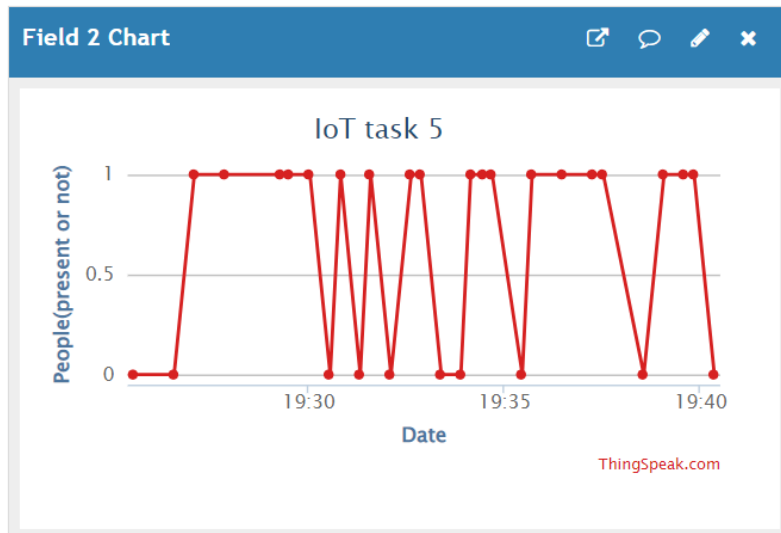 Field 2 Chart
IoT task 5
People(present or not)
1
0.5
0
19:30 19:35 19:40
Date
ThingSpeak.com